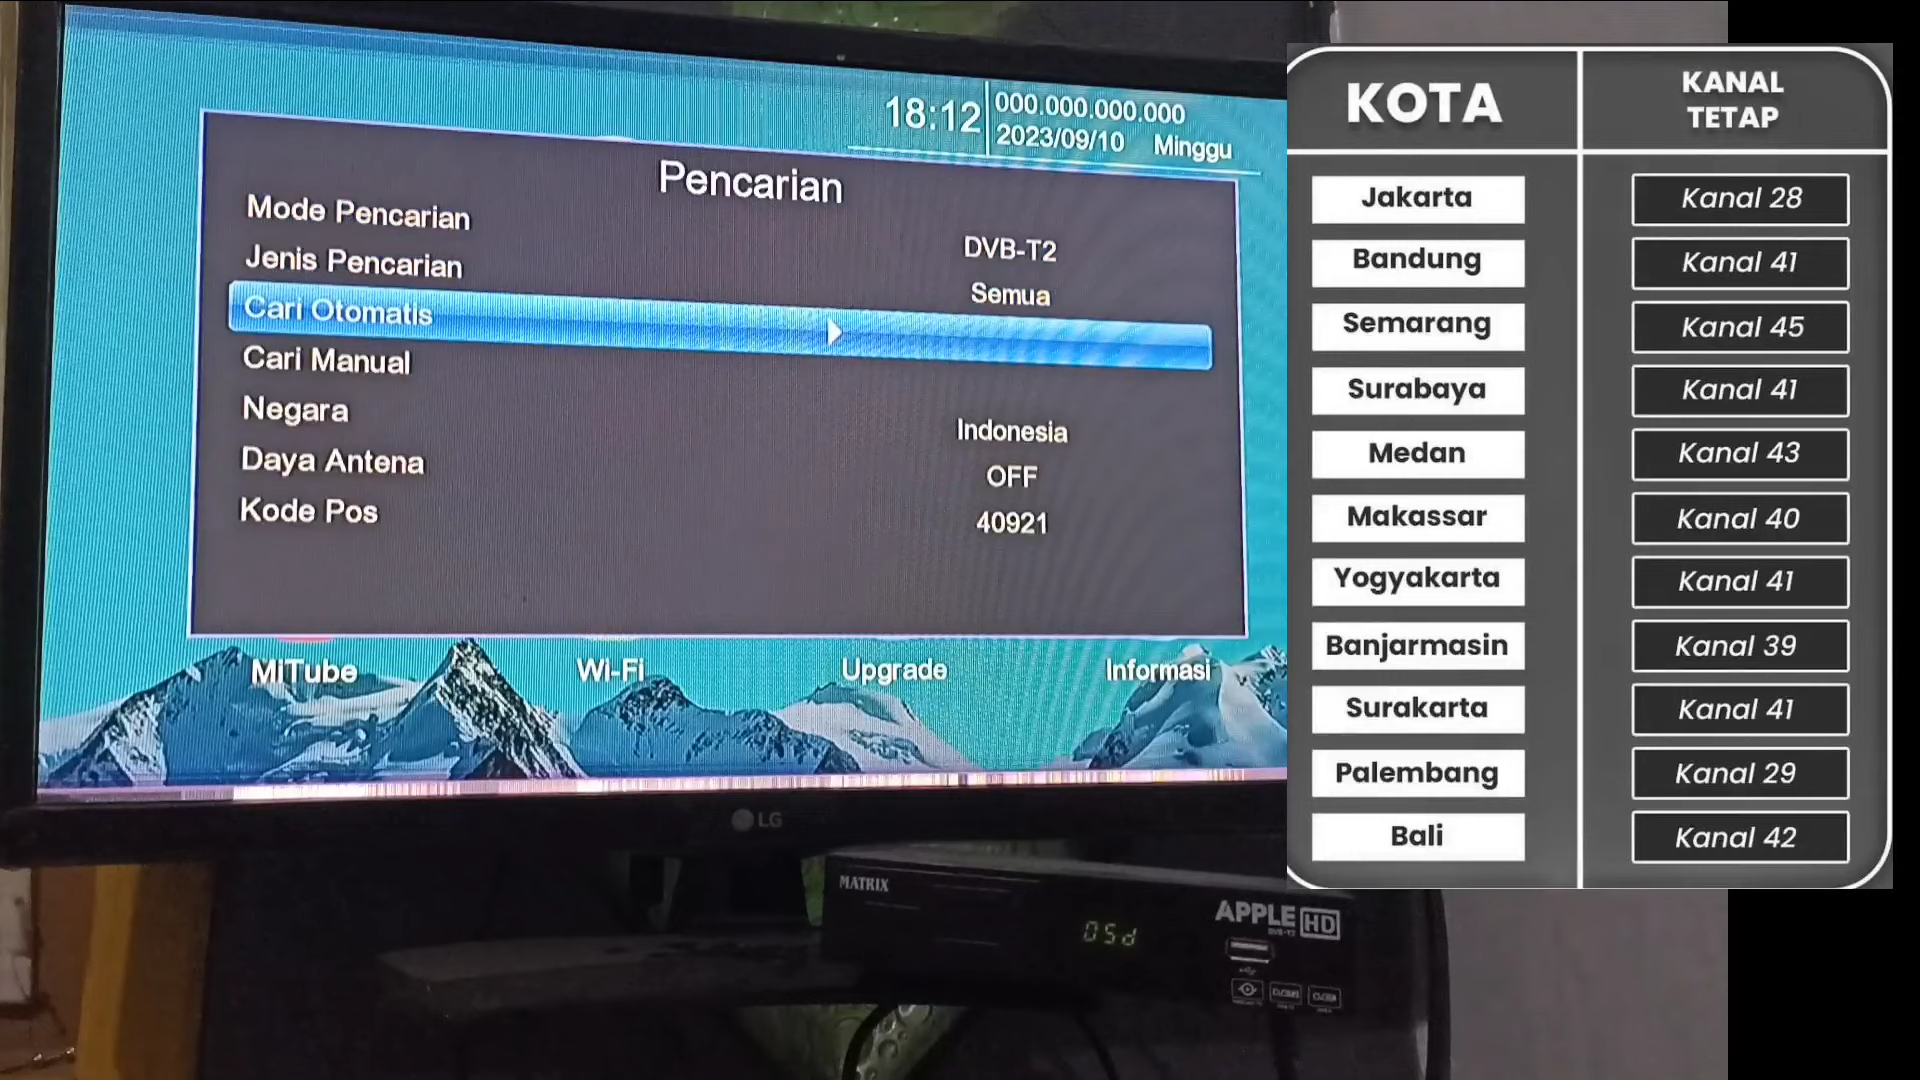 18:12
000.000.000.000
2023/09/10 Minggu
Pencarian
Mode Pencarian
DVB-T2
Jenis Pencarian
Semua
Cari Otomatis
Cari Manual
Negara
Indonesia
Daya Antena
OFF
Kode Pos
40921
MiTube
Wi-Fi
Upgrade
Informasi
LG
MATRIX
APPLE HD
DVB-T2
05d
KOTA
KANAL
TETAP
Jakarta
Kanal 28
Bandung
Kanal 41
Semarang
Kanal 45
Surabaya
Kanal 41
Medan
Kanal 43
Makassar
Kanal 40
Yogyakarta
Kanal 41
Banjarmasin
Kanal 39
Surakarta
Kanal 41
Palembang
Kanal 29
Bali
Kanal 42